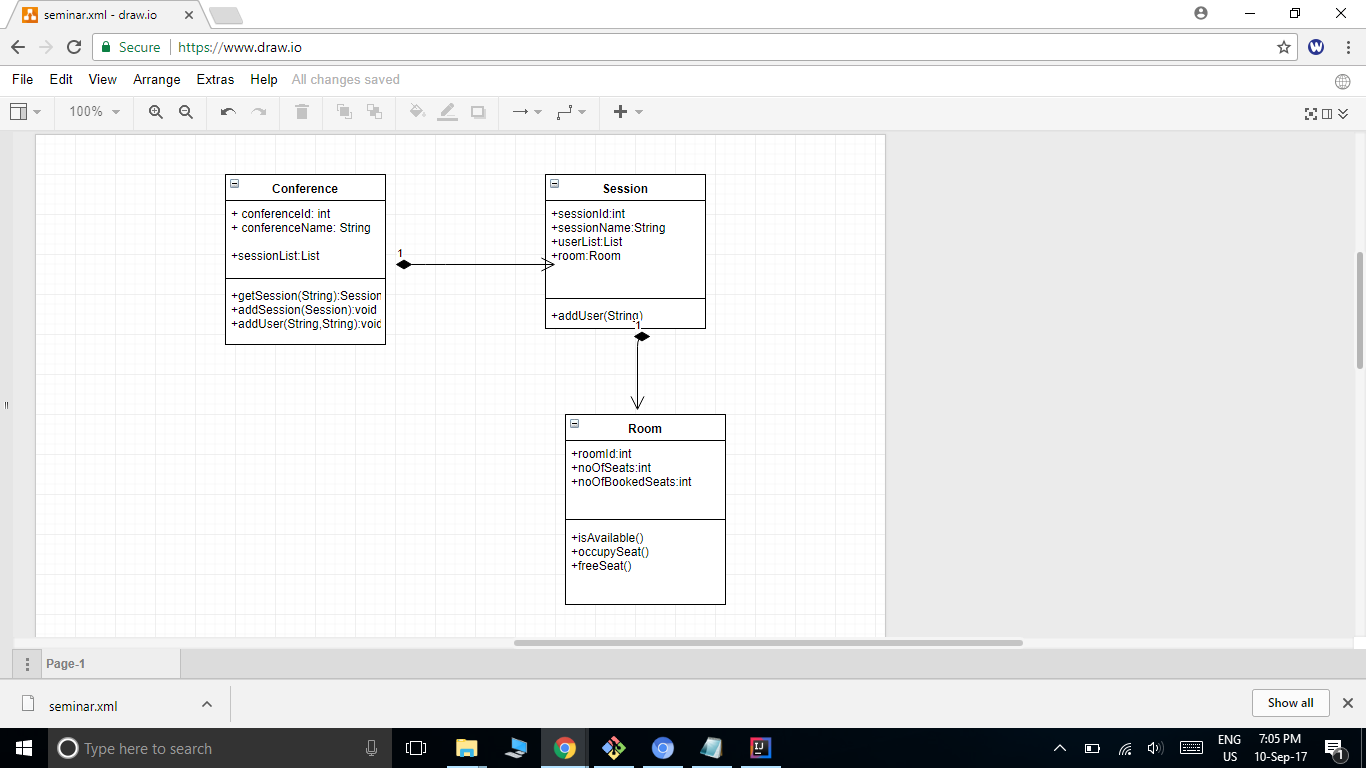 seminar.xml - draw.io
Secure https://www.draw.io
W
File Edit View Arrange Extras Help All changes saved
100%
Conference
+ conferenceId: int
+ conferenceName: String
+sessionList:List
+getSession(String):Session
+addSession(Session):void
+addUser(String,String):void
1
Session
+sessionId:int
+sessionName:String
+userList:List
+room:Room
+addUser(String)
1
Room
+roomId:int
+noOfSeats:int
+noOfBookedSeats:int
+isAvailable()
+occupySeat()
+freeSeat()
Page-1
seminar.xml
Show all
Type here to search
IJ
ENG
US
7:05 PM
10-Sep-17
1